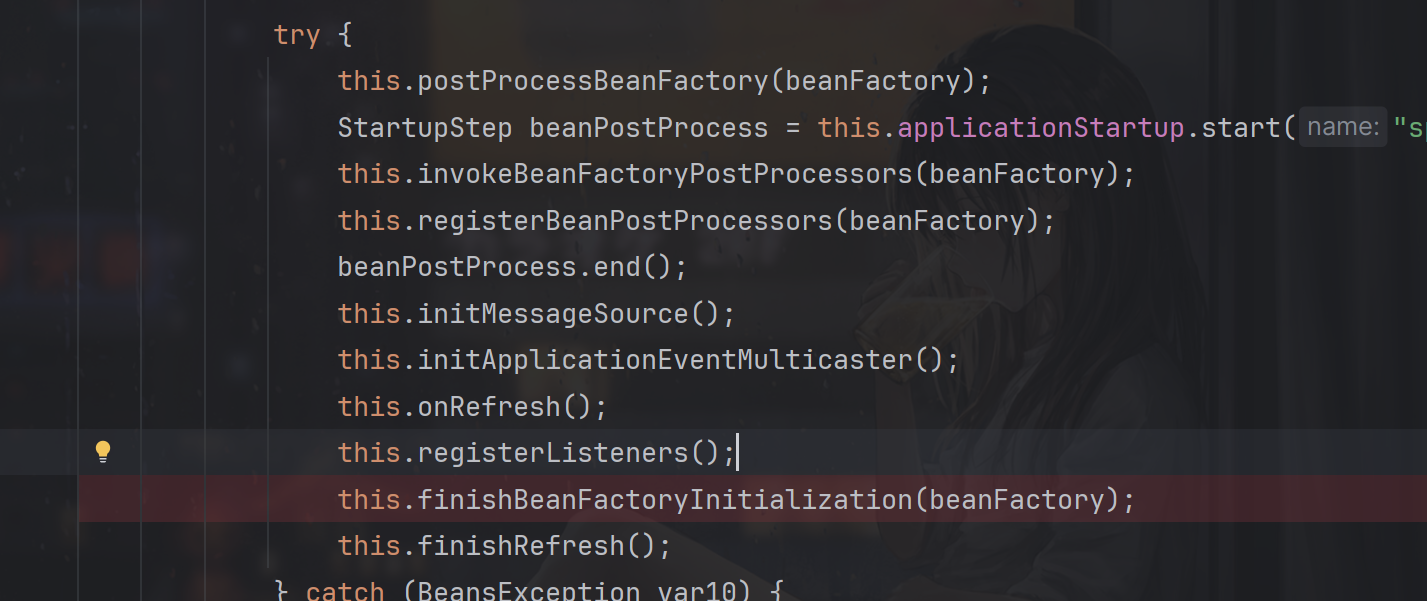 try {
this.postProcessBeanFactory(beanFactory);
StartupStep beanPostProcess = this.applicationStartup.start( name: "s
this.invokeBeanFactoryPostProcessors(beanFactory);
this.registerBeanPostProcessors(beanFactory);
beanPostProcess.end();
this.initMessageSource();
this.initApplicationEventMulticaster();
this.onRefresh();
this.registerListeners();
this.finishBeanFactoryInitialization(beanFactory);
this.finishRefresh();
} catch (BeansException var10) {